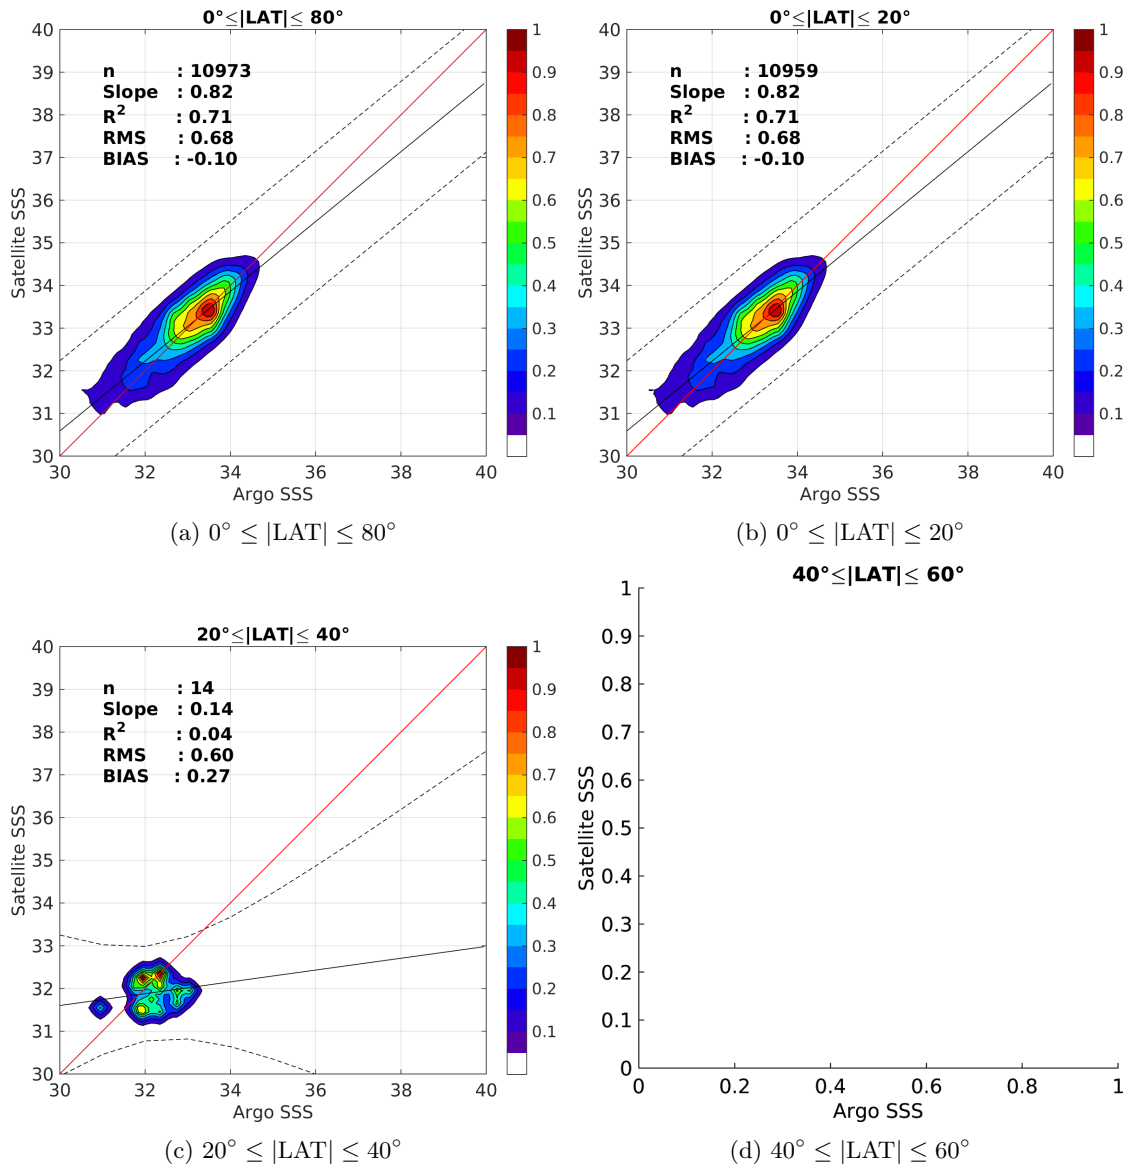 0°≤|LAT|≤ 80°
n : 10973
Slope : 0.82
R2 : 0.71
RMS : 0.68
BIAS : -0.10
40
39
38
37
36
35
34
33
32
31
30
30 32 34 36 38 40
Satellite SSS
Argo SSS
1
0.9
0.8
0.7
0.6
0.5
0.4
0.3
0.2
0.1
(a) 0° ≤ |LAT| ≤ 80°
0°≤|LAT|≤ 20°
n : 10959
Slope : 0.82
R2 : 0.71
RMS : 0.68
BIAS : -0.10
40
39
38
37
36
35
34
33
32
31
30
30 32 34 36 38 40
Satellite SSS
Argo SSS
1
0.9
0.8
0.7
0.6
0.5
0.4
0.3
0.2
0.1
(b) 0° ≤ |LAT| ≤ 20°
20°≤|LAT|≤ 40°
n : 14
Slope : 0.14
R2 : 0.04
RMS : 0.60
BIAS : 0.27
40
39
38
37
36
35
34
33
32
31
30
30 32 34 36 38 40
Satellite SSS
Argo SSS
1
0.9
0.8
0.7
0.6
0.5
0.4
0.3
0.2
0.1
(c) 20° ≤ |LAT| ≤ 40°
40°≤|LAT|≤ 60°
1
0.9
0.8
0.7
0.6
0.5
0.4
0.3
0.2
0.1
0
0 0.2 0.4 0.6 0.8 1
Satellite SSS
Argo SSS
(d) 40° ≤ |LAT| ≤ 60°